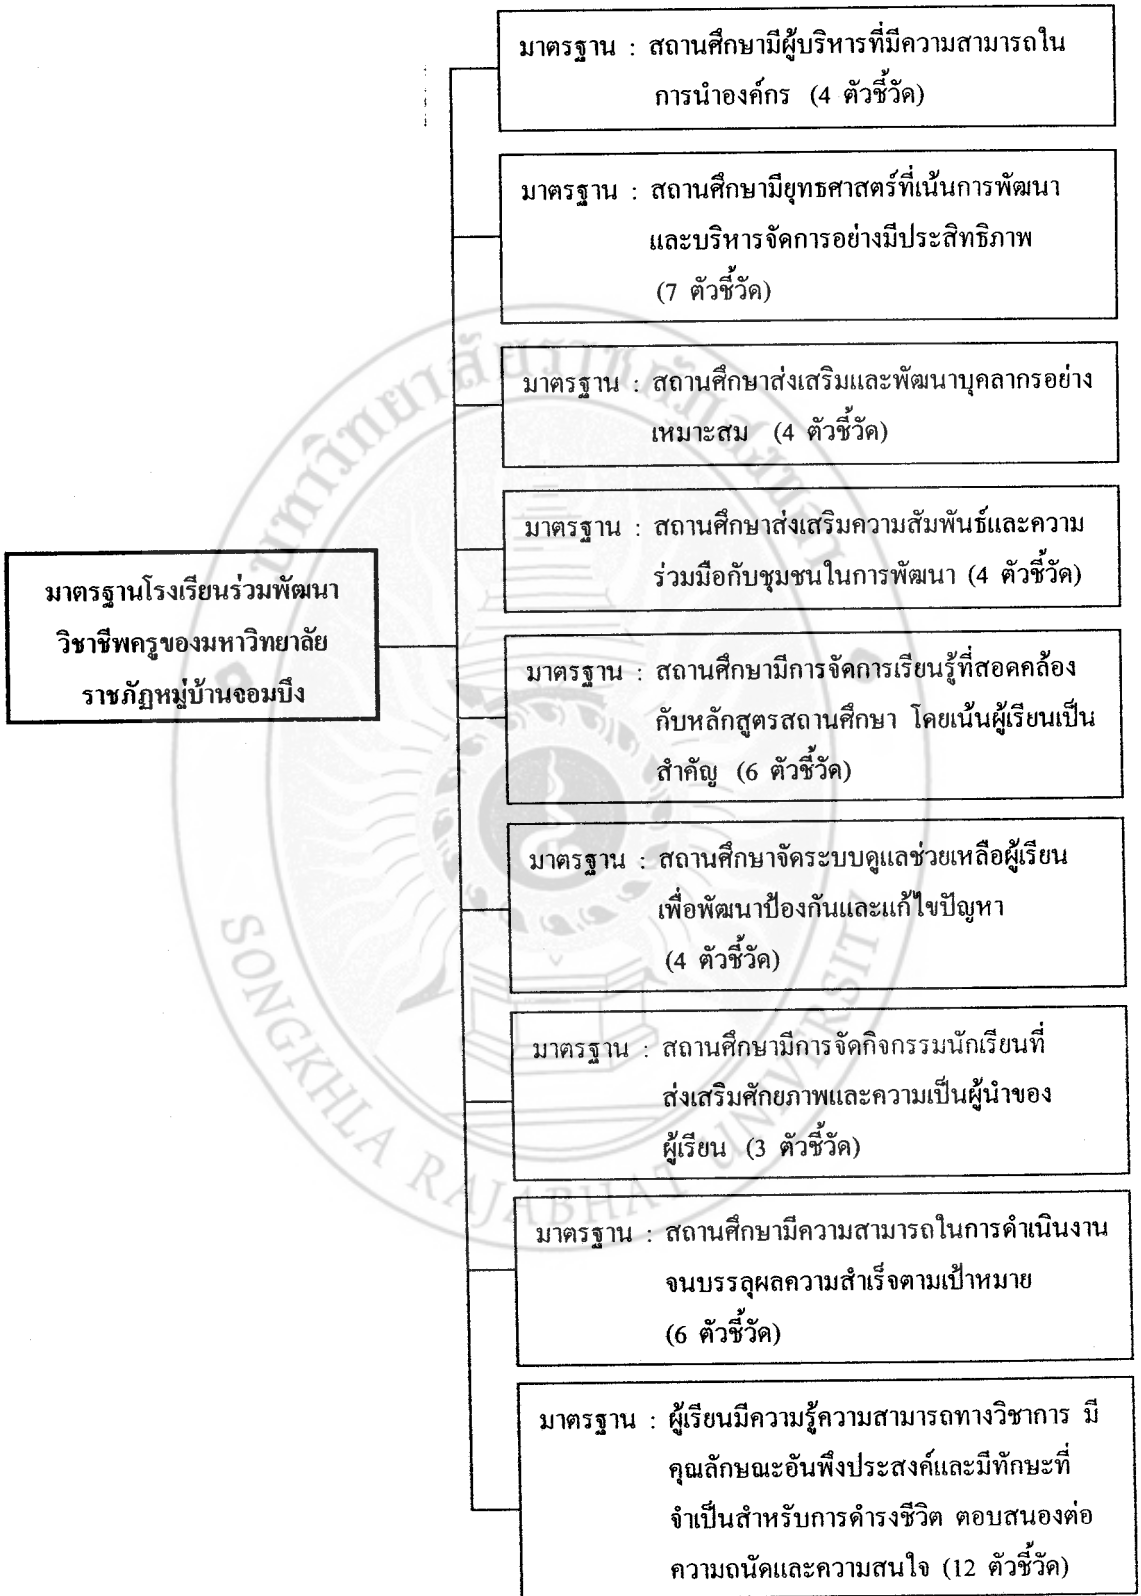 มาตรฐาน : สถานศึกษามีผู้บริหารที่มีความสามารถใน
การนำองค์กร (4 ตัวชี้วัด)
มาตรฐาน : สถานศึกษามียุทธศาสตร์ที่เน้นการพัฒนา
และบริหารจัดการอย่างมีประสิทธิภาพ
(7 ตัวชี้วัด)
มาตรฐาน : สถานศึกษาส่งเสริมและพัฒนาบุคลากรอย่าง
เหมาะสม (4 ตัวชี้วัด)
มาตรฐาน : สถานศึกษาส่งเสริมความสัมพันธ์และความ
ร่วมมือกับชุมชนในการพัฒนา (4 ตัวชี้วัด)
มาตรฐานโรงเรียนร่วมพัฒนา
วิชาชีพครูของมหาวิทยาลัย
ราชภัฏหมู่บ้านจอมบึง
มาตรฐาน : สถานศึกษามีการจัดการเรียนรู้ที่สอดคล้อง
กับหลักสูตรสถานศึกษา โดยเน้นผู้เรียนเป็น
สำคัญ (6 ตัวชี้วัด)
มาตรฐาน : สถานศึกษาจัดระบบดูแลช่วยเหลือผู้เรียน
เพื่อพัฒนาป้องกันและแก้ไขปัญหา
(4 ตัวชี้วัด)
มาตรฐาน : สถานศึกษามีการจัดกิจกรรมนักเรียนที่
ส่งเสริมศักยภาพและความเป็นผู้นำของ
ผู้เรียน (3 ตัวชี้วัด)
มาตรฐาน : สถานศึกษามีความสามารถในการดำเนินงาน
จนบรรลุผลความสำเร็จตามเป้าหมาย
(6 ตัวชี้วัด)
มาตรฐาน : ผู้เรียนมีความรู้ความสามารถทางวิชาการ มี
คุณลักษณะอันพึงประสงค์และมีทักษะที่
จำเป็นสำหรับการดำรงชีวิต ตอบสนองต่อ
ความถนัดและความสนใจ (12 ตัวชี้วัด)
มหาวิทยาลัยราชภัฏสงขลา
SONGKHLA RAJABHAT UNIVERSIT